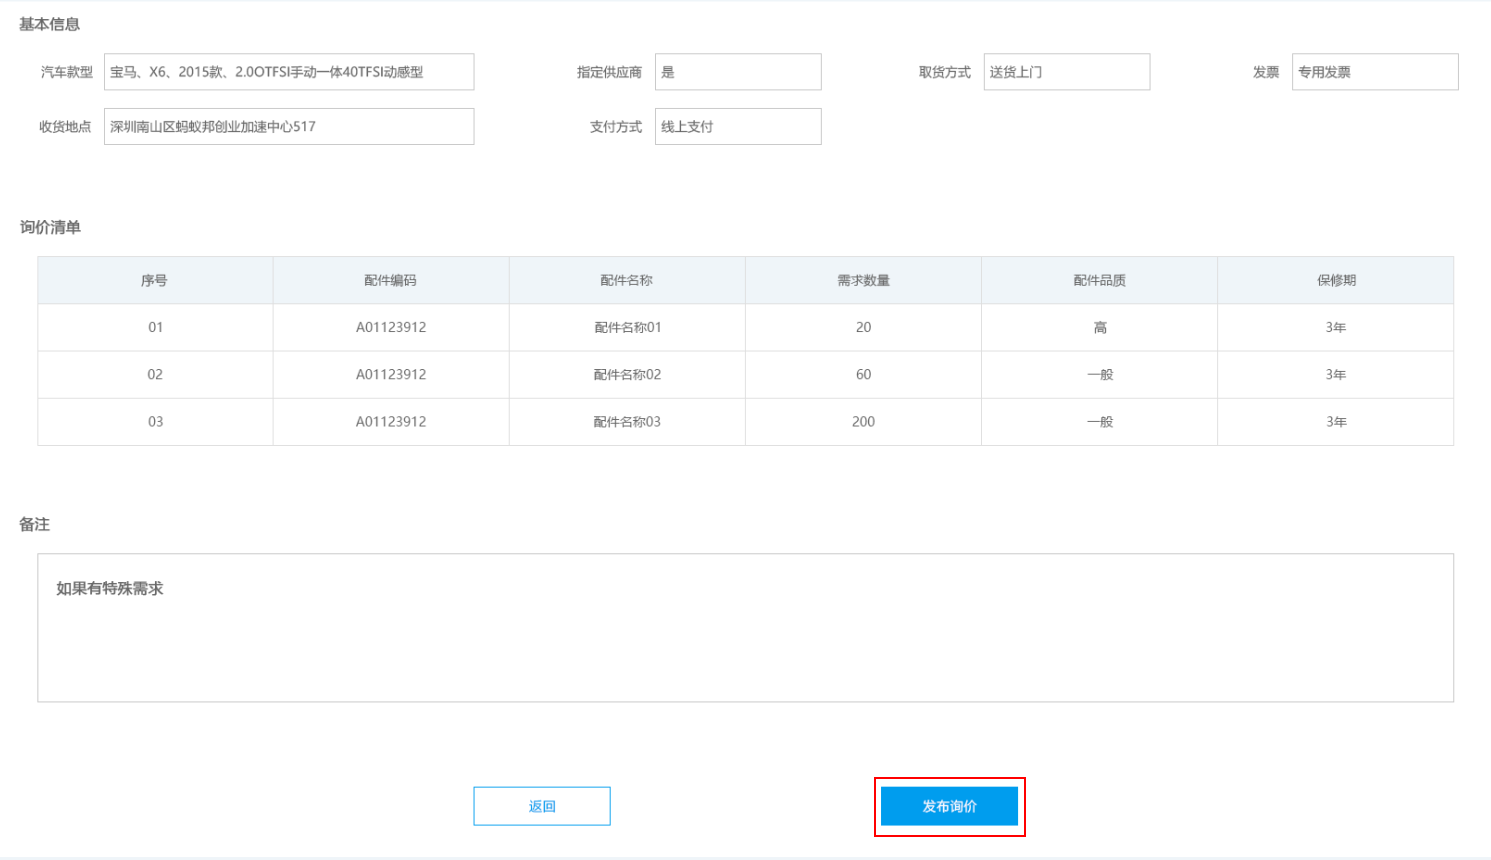 基本信息
汽车款型 宝马、X6、2015款、2.0OTFSI手动一体40TFSI动感型 指定供应商 是 取货方式 送货上门 发票 专用发票
收货地点 深圳南山区蚂蚁邦创业加速中心517 支付方式 线上支付
询价清单
序号 配件编码 配件名称 需求数量 配件品质 保修期
01 A01123912 配件名称01 20 高 3年
02 A01123912 配件名称02 60 一般 3年
03 A01123912 配件名称03 200 一般 3年
备注
如果有特殊需求
返回 发布询价